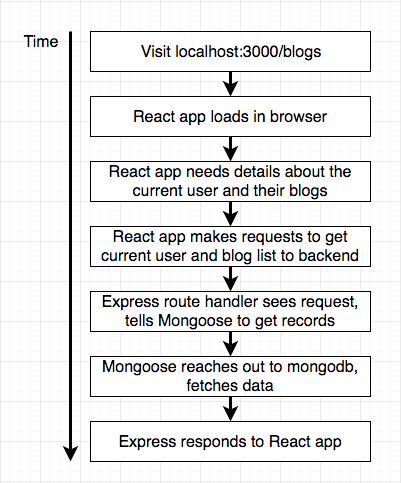 Time
Visit localhost:3000/blogs
React app loads in browser
React app needs details about the
current user and their blogs
React app makes requests to get
current user and blog list to backend
Express route handler sees request,
tells Mongoose to get records
Mongoose reaches out to mongodb,
fetches data
Express responds to React app